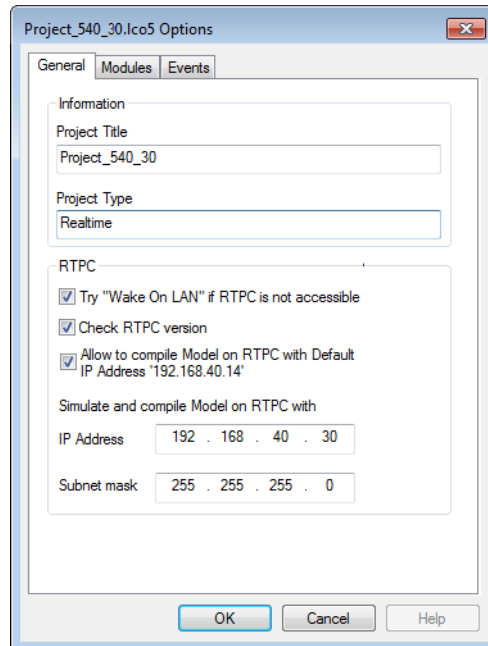 Project_540_30.lco5 Options
General Modules Events
Information
Project Title
Project_540_30
Project Type
Realtime
RTPC
Try "Wake On LAN" if RTPC is not accessible
Check RTPC version
Allow to compile Model on RTPC with Default
IP Address '192.168.40.14'
Simulate and compile Model on RTPC with
IP Address 192 . 168 . 40 . 30
Subnet mask 255 . 255 . 255 . 0
OK Cancel Help